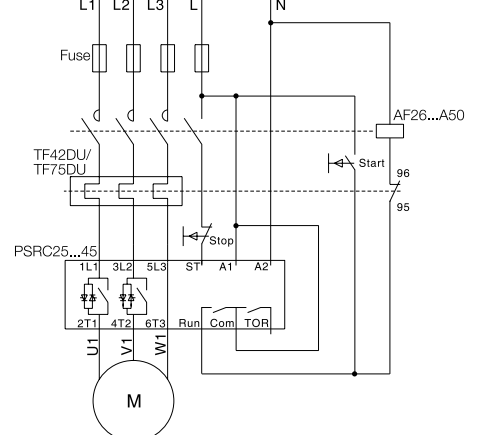 L1 L2 L3 L N
Fuse
AF26...A50
TF42DU/
TF75DU
Start
96
95
Stop
PSRC25...45
1L1 3L2 5L3 ST A1 A2
2T1 4T2 6T3 Run Com TOR
U1 V1 W1
M